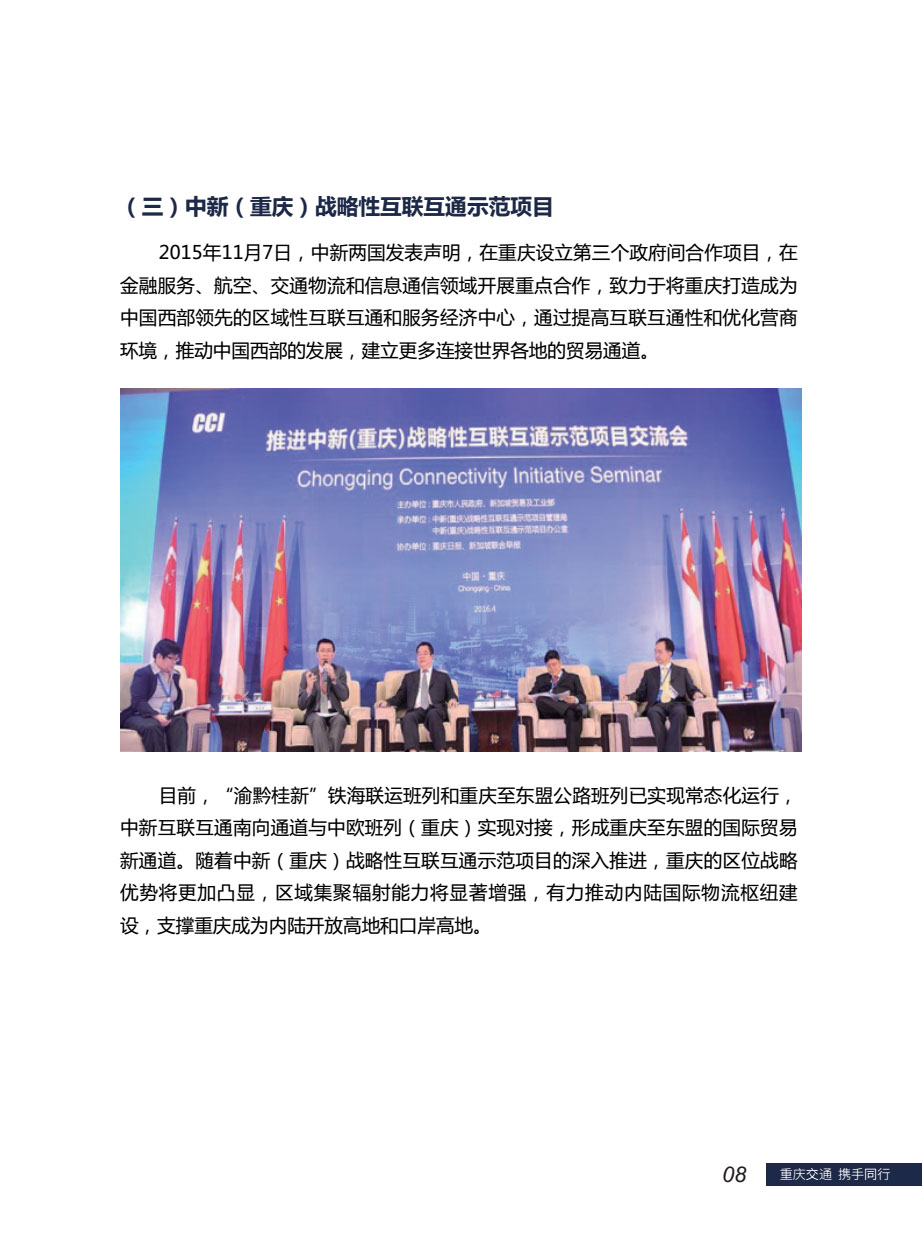 （三）中新（重庆）战略性互联互通示范项目
2015年11月7日，中新两国发表声明，在重庆设立第三个政府间合作项目，在
金融服务、航空、交通物流和信息通信领域开展重点合作，致力于将重庆打造成为
中国西部领先的区域性互联互通和服务经济中心，通过提高互联互通性和优化营商
环境，推动中国西部的发展，建立更多连接世界各地的贸易通道。
CCI
推进中新(重庆)战略性互联互通示范项目交流会
Chongqing Connectivity Initiative Seminar
主办单位：重庆市人民政府、新加坡贸易及工业部
承办单位：中新(重庆)战略性互联互通示范项目管理局
中新(重庆)战略性互联互通示范项目办公室
协办单位：重庆日报、新加坡联合早报
中国·重庆
Chongqing·China
2016.4
目前，“渝黔桂新”铁海联运班列和重庆至东盟公路班列已实现常态化运行，
中新互联互通南向通道与中欧班列（重庆）实现对接，形成重庆至东盟的国际贸易
新通道。随着中新（重庆）战略性互联互通示范项目的深入推进，重庆的区位战略
优势将更加凸显，区域集聚辐射能力将显著增强，有力推动内陆国际物流枢纽建
设，支撑重庆成为内陆开放高地和口岸高地。
08
重庆交通 携手同行